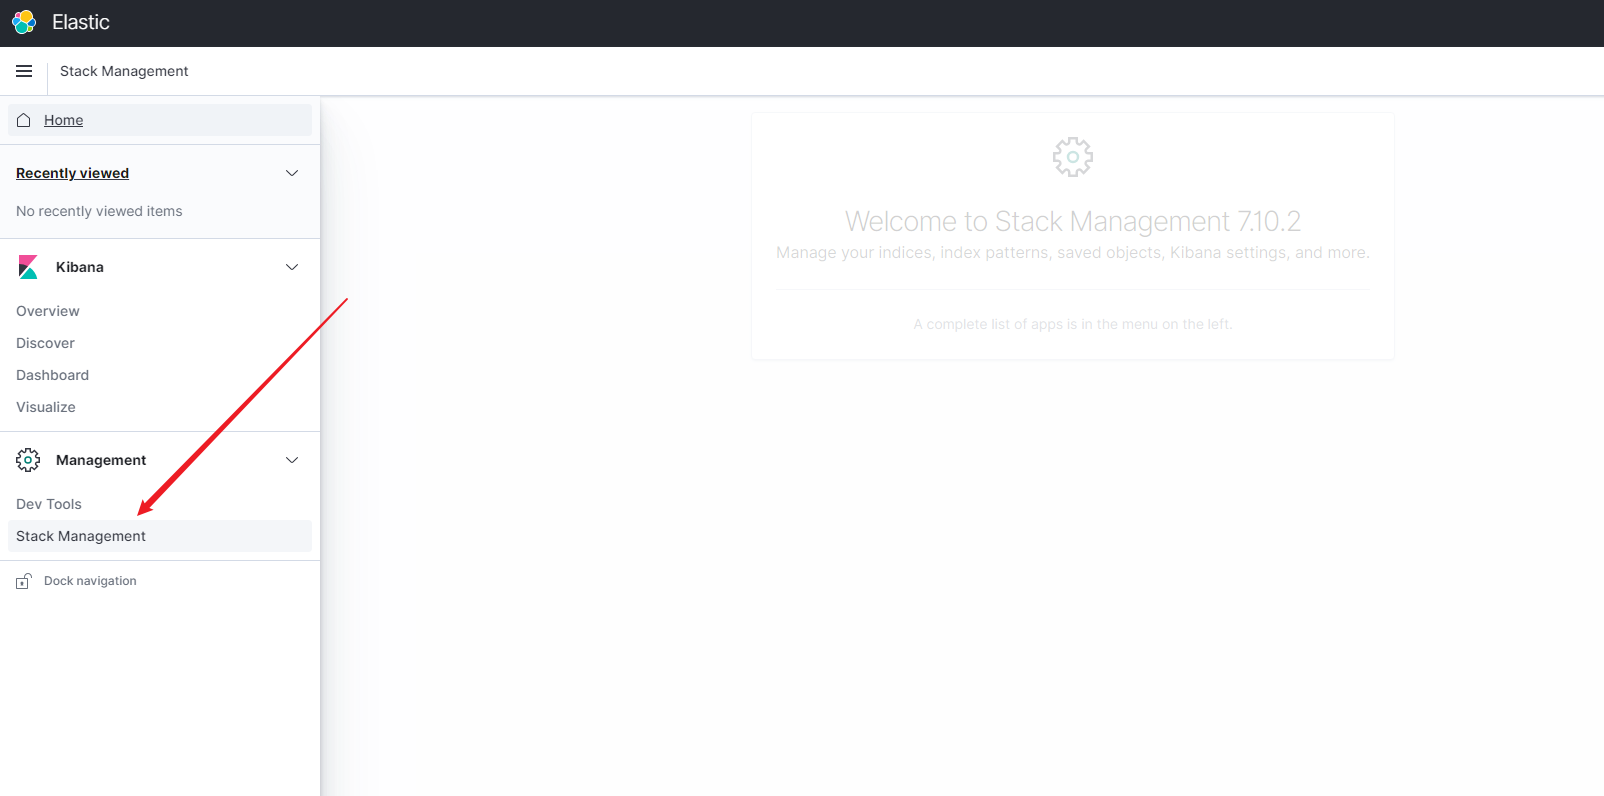 Elastic
Stack Management
Home
Recently viewed
No recently viewed items
Kibana
Overview
Discover
Dashboard
Visualize
Management
Dev Tools
Stack Management
Dock navigation
Welcome to Stack Management 7.10.2
Manage your indices, index patterns, saved objects, Kibana settings, and more.
A complete list of apps is in the menu on the left.